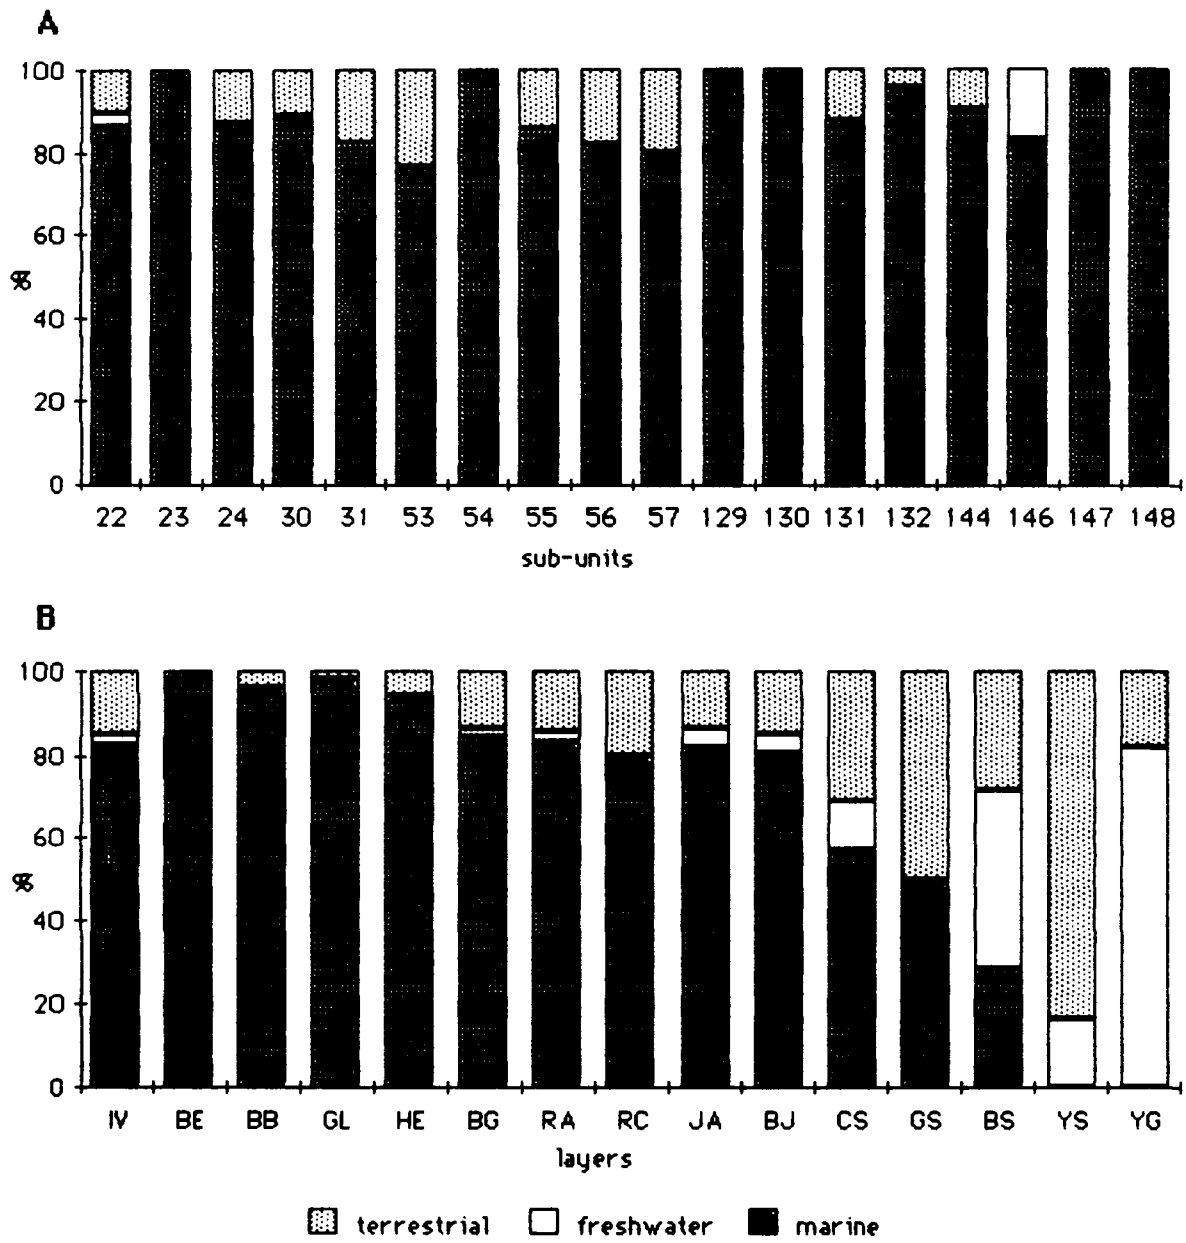 A
100
80
60
%
40
20
0
22 23 24 30 31 53 54 55 56 57 129 130 131 132 144 146 147 148
sub-units
B
100
80
60
%
40
20
0
IV BE BB GL HE BG RA RC JA BJ CS GS BS YS YG
layers
terrestrial freshwater marine